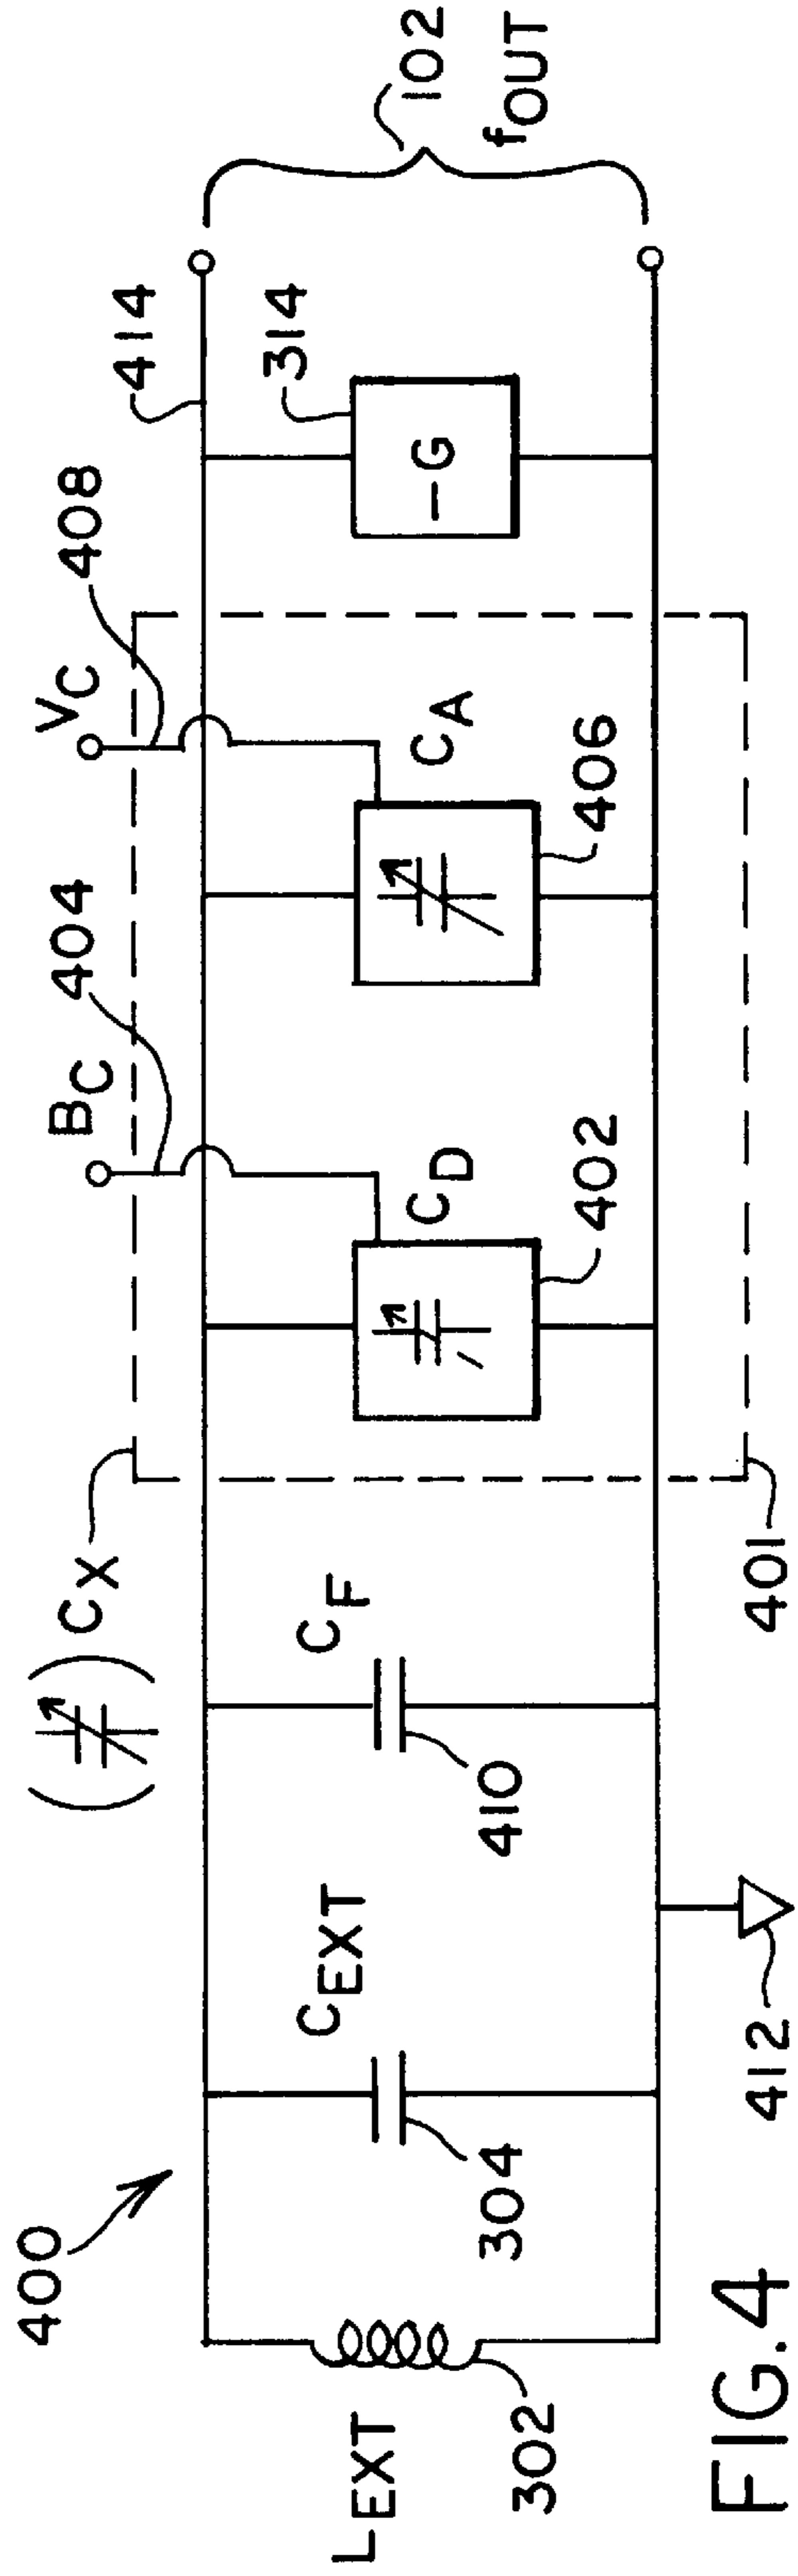 400
( ) CX
BC
404
VC
408
414
102
fOUT
LEXT
302
CEXT
304
CF
410
CD
402
CA
406
314
-G
412
401
FIG. 4